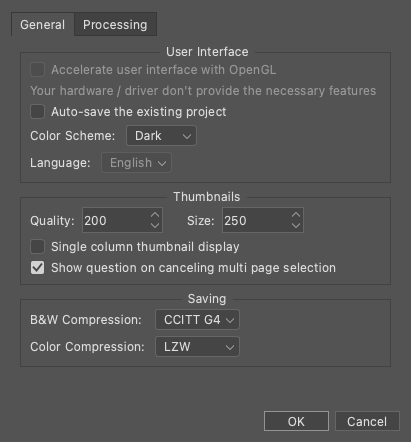 General Processing
User Interface
Accelerate user interface with OpenGL
Your hardware / driver don't provide the necessary features
Auto-save the existing project
Color Scheme: Dark
Language: English
Thumbnails
Quality: 200 Size: 250
Single column thumbnail display
Show question on canceling multi page selection
Saving
B&W Compression: CCITT G4
Color Compression: LZW
OK Cancel